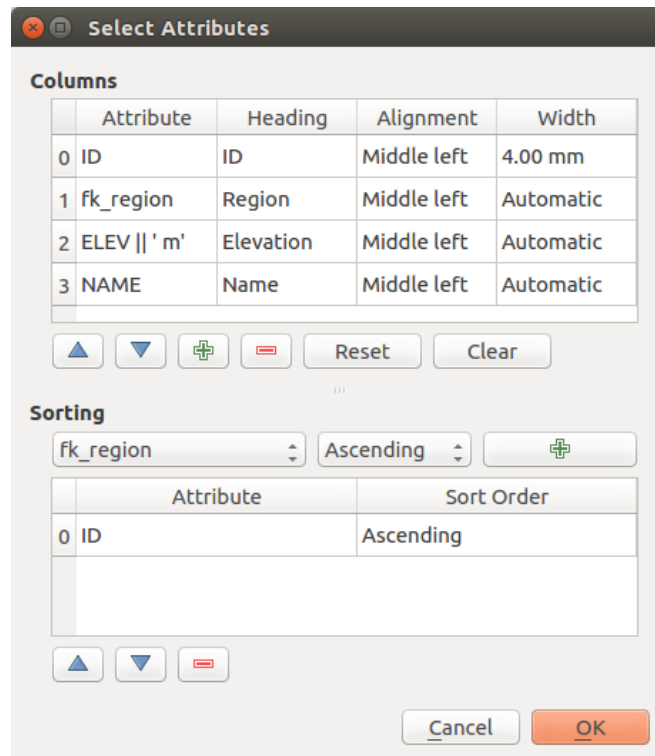 Select Attributes
Columns
Attribute Heading Alignment Width
0 ID ID Middle left 4.00 mm
1 fk_region Region Middle left Automatic
2 ELEV || ' m' Elevation Middle left Automatic
3 NAME Name Middle left Automatic
Reset Clear
Sorting
fk_region Ascending
Attribute Sort Order
0 ID Ascending
Cancel OK